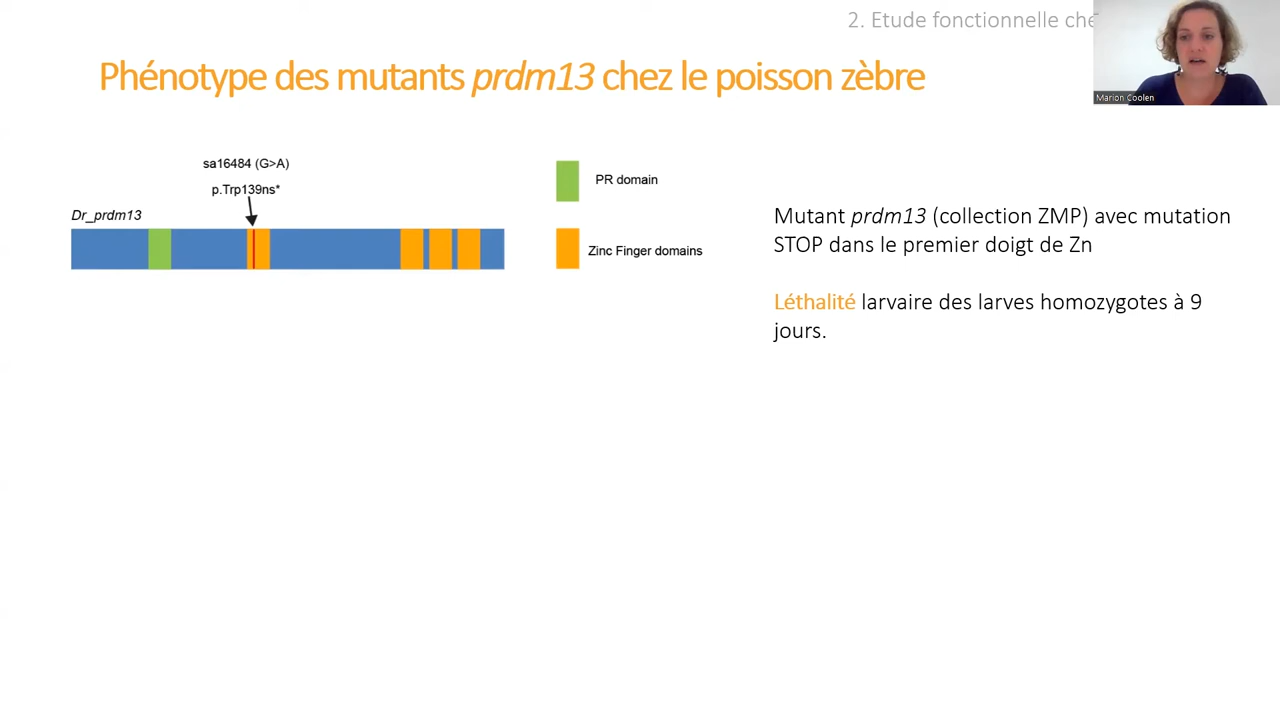 2. Etude fonctionnelle che
Phénotype des mutants prdm13 chez le poisson zèbre
Marion Coolen
sa16484 (G>A)
p.Trp139ns*
Dr_prdm13
PR domain
Zinc Finger domains
Mutant prdm13 (collection ZMP) avec mutation
STOP dans le premier doigt de Zn
Léthalité larvaire des larves homozygotes à 9
jours.